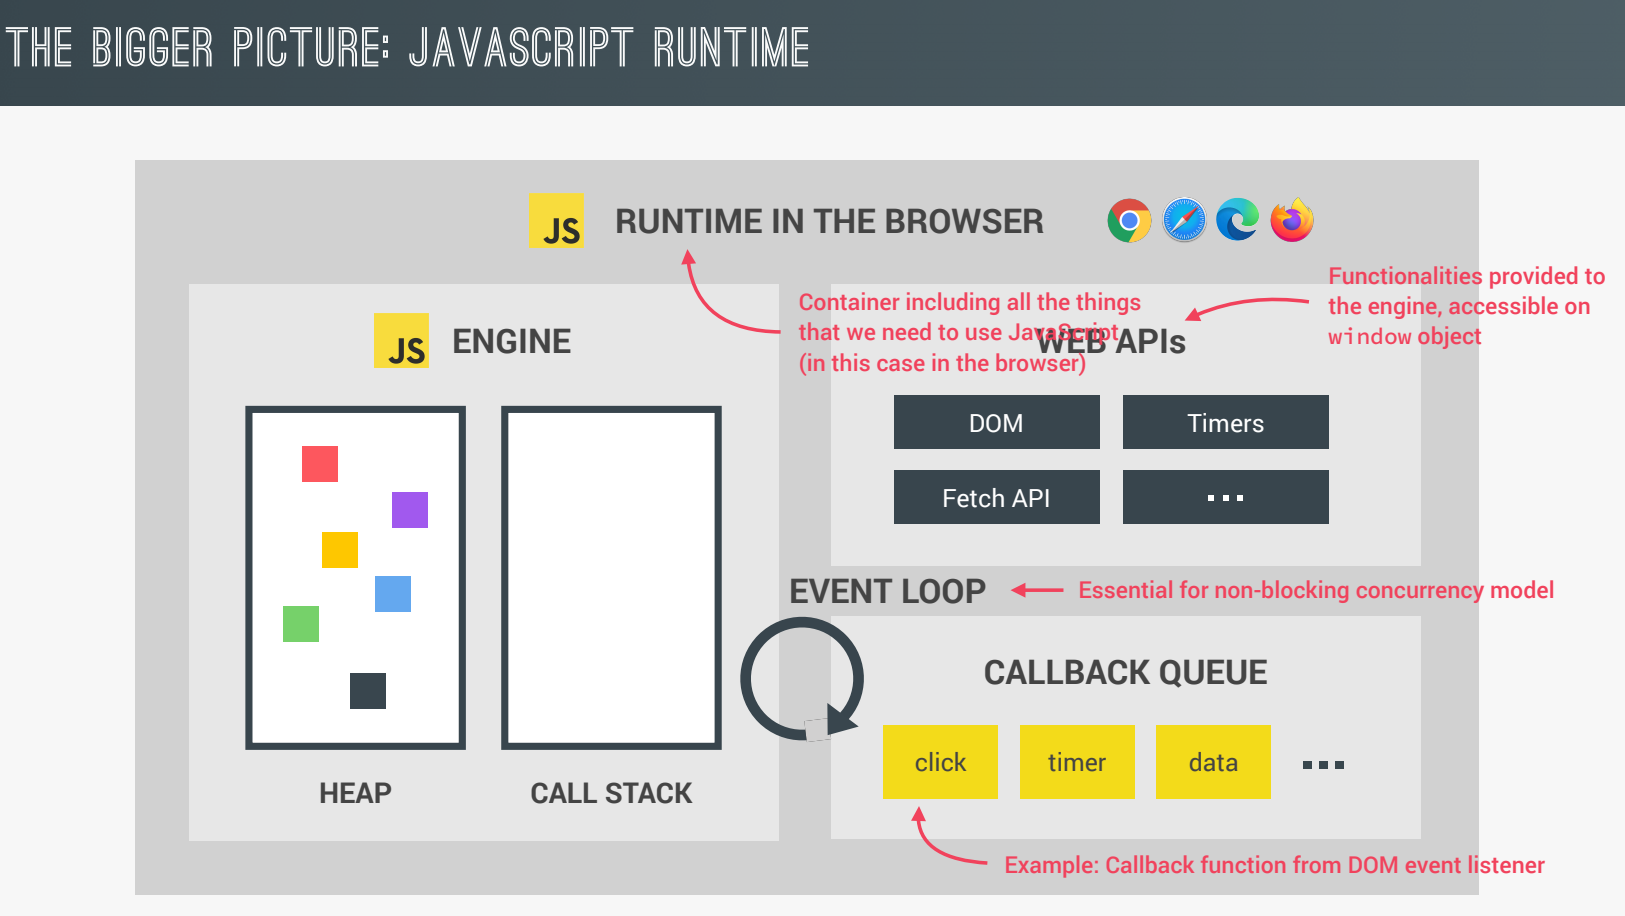 THE BIGGER PICTURE: JAVASCRIPT RUNTIME
JS
RUNTIME IN THE BROWSER
Functionalities provided to
the engine, accessible on
window object
Container including all the things
that we need to use JavaScript
(in this case in the browser)
JS
ENGINE
WEB APIs
DOM
Timers
Fetch API
...
EVENT LOOP
Essential for non-blocking concurrency model
CALLBACK QUEUE
click
timer
data
...
HEAP
CALL STACK
Example: Callback function from DOM event listener